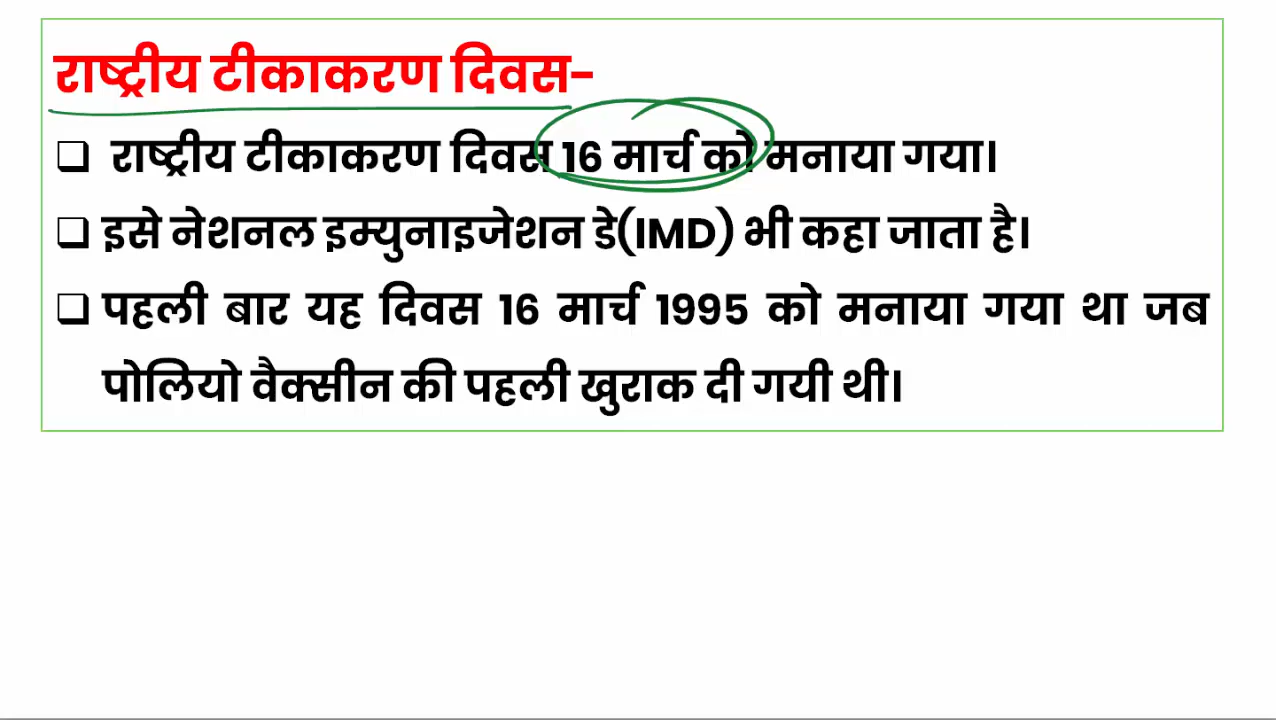 राष्ट्रीय टीकाकरण दिवस-
❑ राष्ट्रीय टीकाकरण दिवस 16 मार्च को मनाया गया।
❑ इसे नेशनल इम्युनाइजेशन डे(IMD) भी कहा जाता है।
❑ पहली बार यह दिवस 16 मार्च 1995 को मनाया गया था जब
पोलियो वैक्सीन की पहली खुराक दी गयी थी।